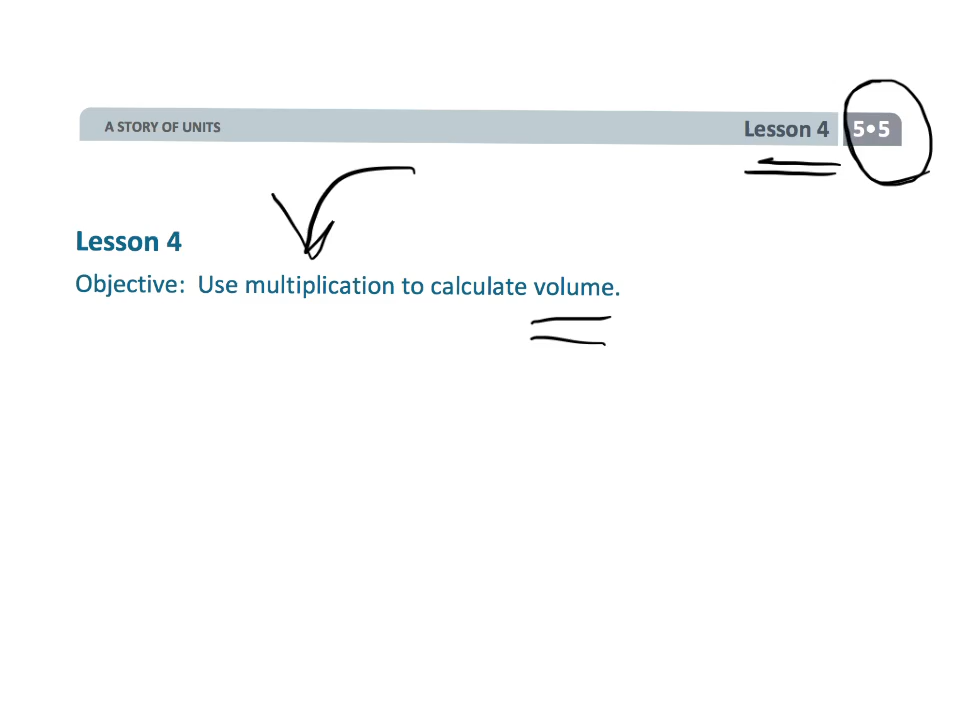 A STORY OF UNITS Lesson 4 5•5
Lesson 4
Objective: Use multiplication to calculate volume.